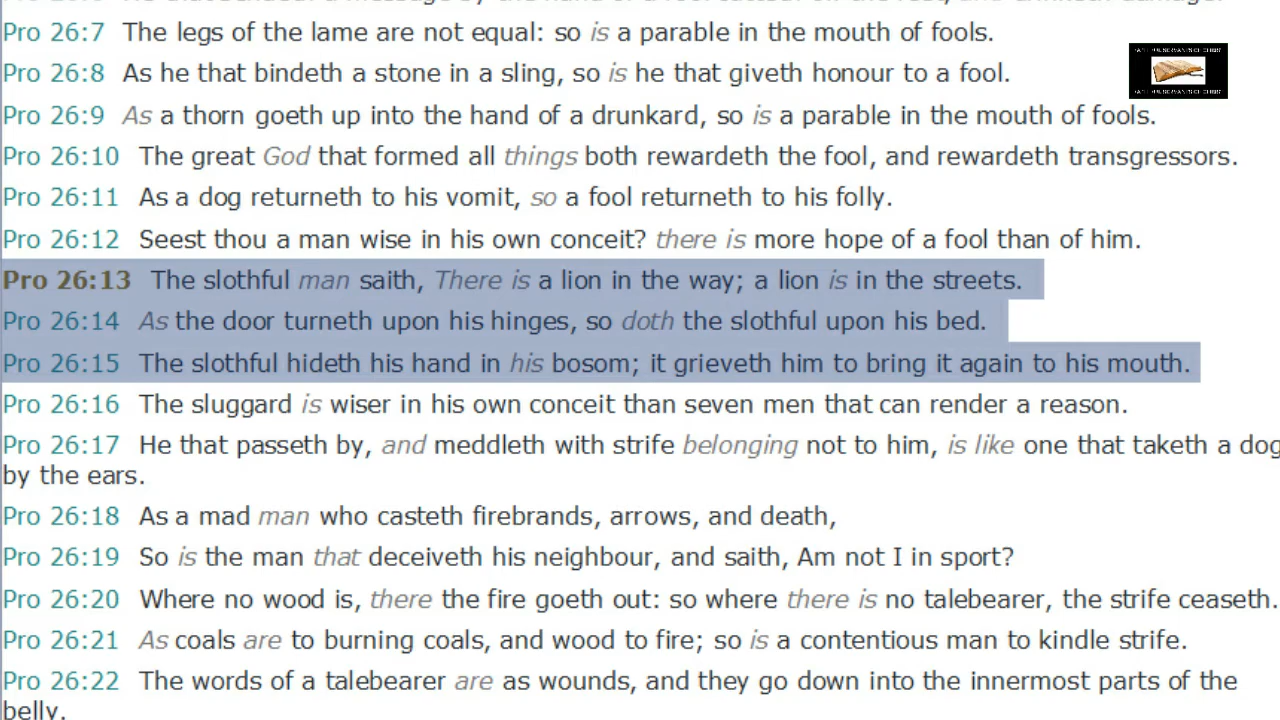 Pro 26:7 The legs of the lame are not equal: so is a parable in the mouth of fools.
Pro 26:8 As he that bindeth a stone in a sling, so is he that giveth honour to a fool.
Pro 26:9 As a thorn goeth up into the hand of a drunkard, so is a parable in the mouth of fools.
Pro 26:10 The great God that formed all things both rewardeth the fool, and rewardeth transgressors.
Pro 26:11 As a dog returneth to his vomit, so a fool returneth to his folly.
Pro 26:12 Seest thou a man wise in his own conceit? there is more hope of a fool than of him.
Pro 26:13 The slothful man saith, There is a lion in the way; a lion is in the streets.
Pro 26:14 As the door turneth upon his hinges, so doth the slothful upon his bed.
Pro 26:15 The slothful hideth his hand in his bosom; it grieveth him to bring it again to his mouth.
Pro 26:16 The sluggard is wiser in his own conceit than seven men that can render a reason.
Pro 26:17 He that passeth by, and meddleth with strife belonging not to him, is like one that taketh a dog
by the ears.
Pro 26:18 As a mad man who casteth firebrands, arrows, and death,
Pro 26:19 So is the man that deceiveth his neighbour, and saith, Am not I in sport?
Pro 26:20 Where no wood is, there the fire goeth out: so where there is no talebearer, the strife ceaseth.
Pro 26:21 As coals are to burning coals, and wood to fire; so is a contentious man to kindle strife.
Pro 26:22 The words of a talebearer are as wounds, and they go down into the innermost parts of the
belly.